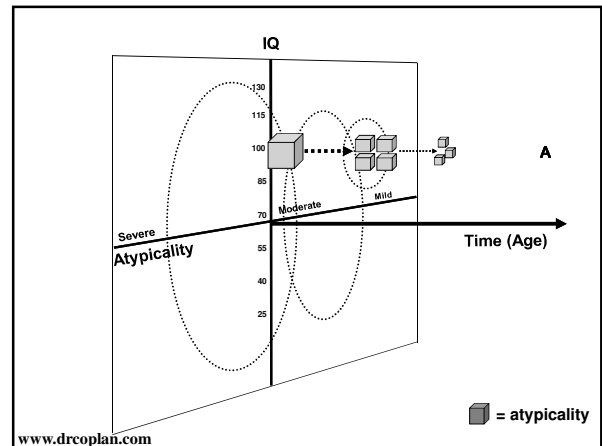 IQ
130
115
100
A
85
Mild
Moderate
70
Severe
Time (Age)
Atypicality
55
40
25
= atypicality
www.drcoplan.com